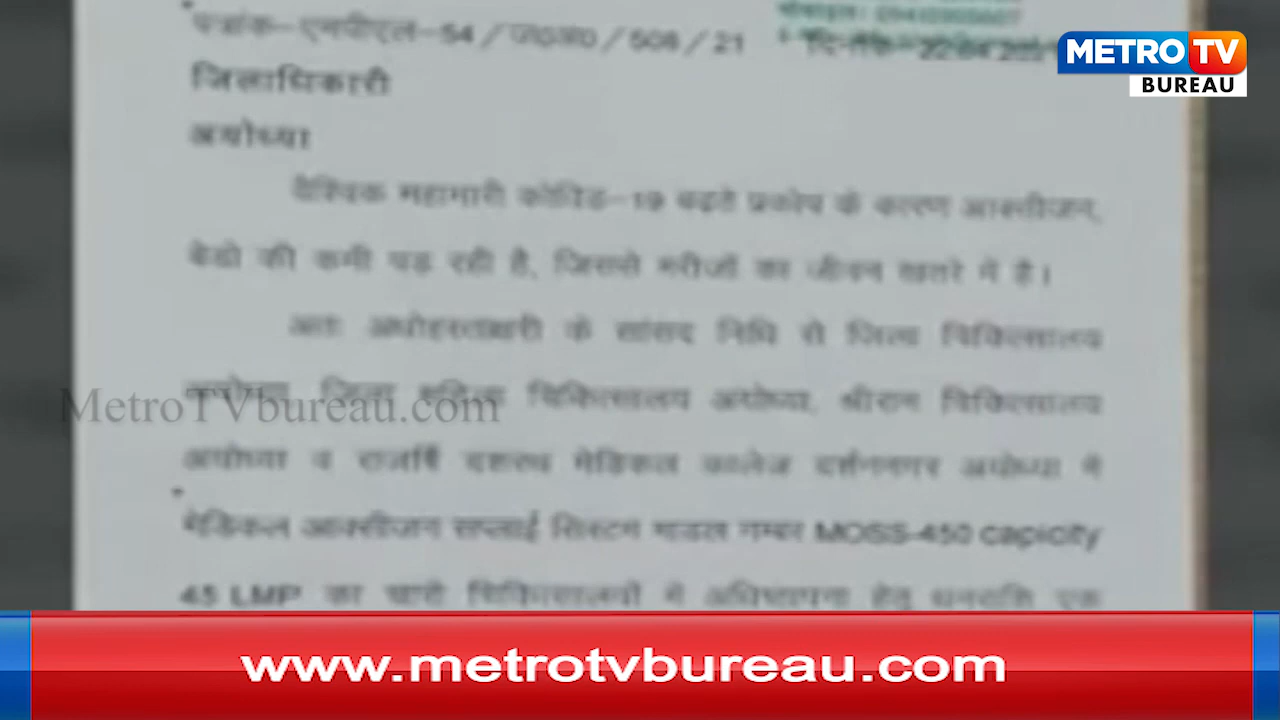 METRO TV
BUREAU
पत्रांक-एमपीएल-54/ज0अ0/506/21
जिलाधिकारी
अयोध्या
वैश्विक महामारी कोविड-19 बढ़ते प्रकोप के कारण आक्सीजन,
बेडो की कमी पड़ रही है, जिससे मरीजों का जीवन खतरे में है।
अतः अधोहस्ताक्षरी के सांसद निधि से जिला चिकित्सालय
अयोध्या, जिला महिला चिकित्सालय अयोध्या, श्रीराम चिकित्सालय
MetroTVbureau.com
अयोध्या व राजर्षि दशरथ मेडिकल कालेज दर्शननगर अयोध्या में
मेडिकल आक्सीजन सप्लाई सिस्टम माडल नम्बर MOSS-450 capicity
45 LMP का चारो चिकित्सालयों में अधिष्ठापना हेतु धनराशि एक
www.metrotvbureau.com